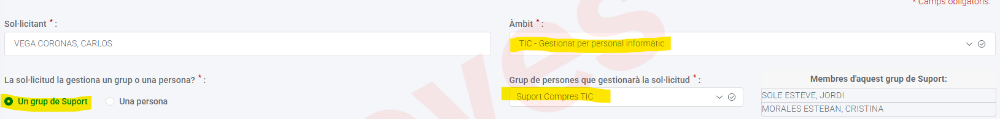 * Camps obligatoris.
Sol·licitant * :
Àmbit * :
VEGA CORONAS, CARLOS
TIC - Gestionat per personal informàtic
La sol·licitud la gestiona un grup o una persona? * :
Grup de persones que gestionarà la sol·licitud * :
Membres d'aquest grup de Suport:
Un grup de Suport
Una persona
Suport Compres TIC
SOLE ESTEVE, JORDI
MORALES ESTEBAN, CRISTINA